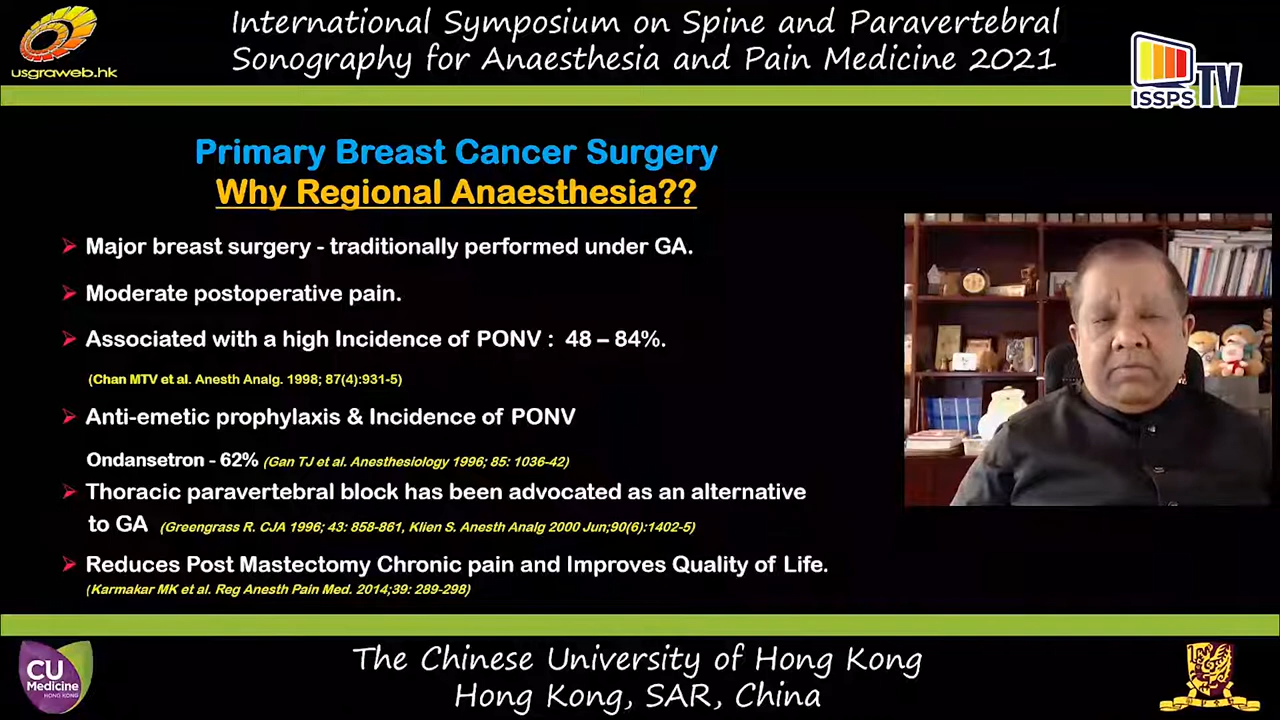 International Symposium on Spine and Paravertebral
Sonography for Anaesthesia and Pain Medicine 2021
usgraweb.hk
ISSPS TV
Primary Breast Cancer Surgery
Why Regional Anaesthesia??
Major breast surgery - traditionally performed under GA.
Moderate postoperative pain.
Associated with a high Incidence of PONV : 48 – 84%.
(Chan MTV et al. Anesth Analg. 1998; 87(4):931-5)
Anti-emetic prophylaxis & Incidence of PONV
Ondansetron - 62% (Gan TJ et al. Anesthesiology 1996; 85: 1036-42)
Thoracic paravertebral block has been advocated as an alternative
to GA (Greengrass R. CJA 1996; 43: 858-861, Klien S. Anesth Analg 2000 Jun;90(6):1402-5)
Reduces Post Mastectomy Chronic pain and Improves Quality of Life.
(Karmakar MK et al. Reg Anesth Pain Med. 2014;39: 289-298)
CU
Medicine
HONG KONG
The Chinese University of Hong Kong
Hong Kong, SAR, China